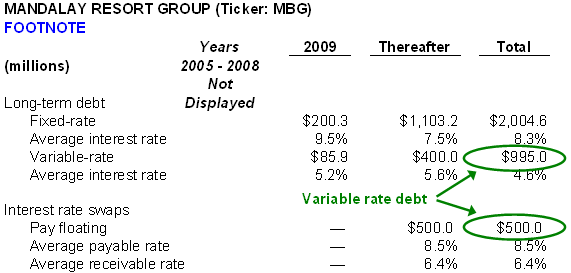 MANDALAY RESORT GROUP (Ticker: MBG)
FOOTNOTE
Years 2009 Thereafter Total
(millions) 2005 - 2008
Not
Long-term debt Displayed
Fixed-rate $200.3 $1,103.2 $2,004.6
Average interest rate 9.5% 7.5% 8.3%
Variable-rate $85.9 $400.0 $995.0
Average interest rate 5.2% 5.6% 4.6%
Variable rate debt
Interest rate swaps
Pay floating — $500.0 $500.0
Average payable rate — 8.5% 8.5%
Average receivable rate — 6.4% 6.4%